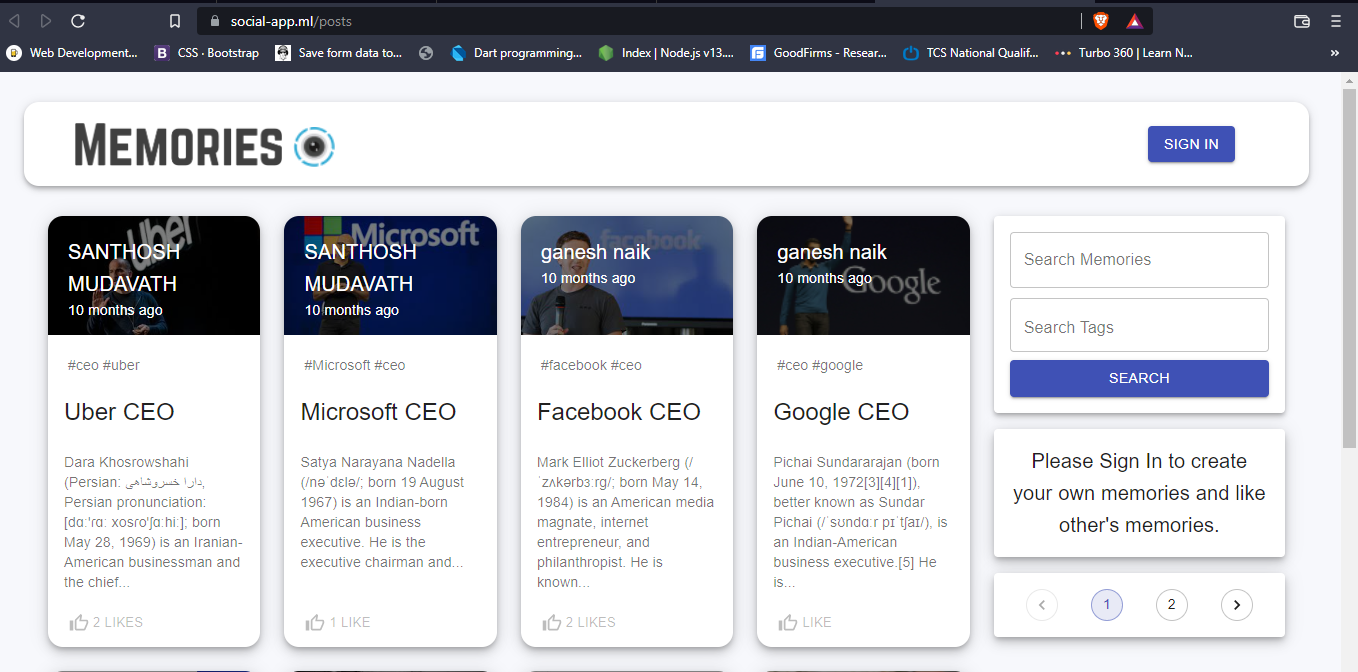 social-app.ml/posts
Web Development... CSS · Bootstrap Save form data to... Dart programming... Index | Node.js v13.... GoodFirms - Resear... TCS National Qualif... Turbo 360 | Learn N... »
MEMORIES
SIGN IN
Uber
SANTHOSH
MUDAVATH
10 months ago
#ceo #uber
Uber CEO
Dara Khosrowshahi
(Persian: دارا خسروشاهی,
Persian pronunciation:
[dɑːˈrɑː xosroˈʃɑːhiː]; born
May 28, 1969) is an Iranian-
American businessman and
the chief...
2 LIKES
Microsoft
SANTHOSH
MUDAVATH
10 months ago
#Microsoft #ceo
Microsoft CEO
Satya Narayana Nadella
(/nəˈdɛlə/; born 19 August
1967) is an Indian-born
American business
executive. He is the
executive chairman and...
1 LIKE
facebook
ganesh naik
10 months ago
#facebook #ceo
Facebook CEO
Mark Elliot Zuckerberg (/
ˈzʌkərbɜːrɡ/; born May 14,
1984) is an American media
magnate, internet
entrepreneur, and
philanthropist. He is
known...
2 LIKES
ganesh naik
10 months ago
Google
#ceo #google
Google CEO
Pichai Sundararajan (born
June 10, 1972[3][4][1]),
better known as Sundar
Pichai (/ˈsʊndɑːr pɪˈtʃaɪ/), is
an Indian-American
business executive.[5] He
is...
LIKE
Search Memories
Search Tags
SEARCH
Please Sign In to create
your own memories and like
other's memories.
1 2